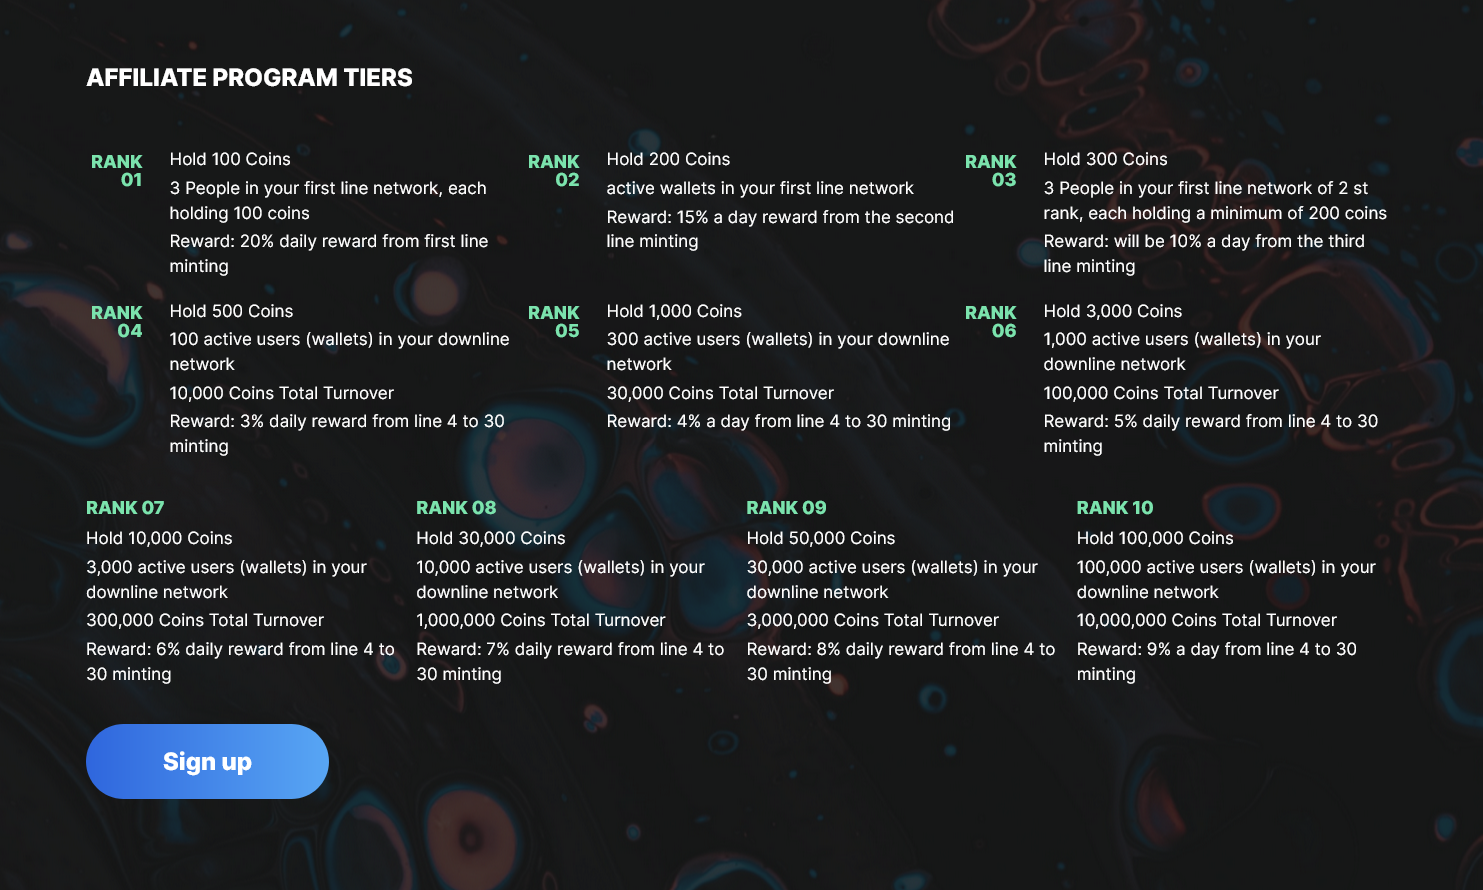 AFFILIATE PROGRAM TIERS
RANK
01
Hold 100 Coins
3 People in your first line network, each
holding 100 coins
Reward: 20% daily reward from first line
minting
RANK
02
Hold 200 Coins
active wallets in your first line network
Reward: 15% a day reward from the second
line minting
RANK
03
Hold 300 Coins
3 People in your first line network of 2 st
rank, each holding a minimum of 200 coins
Reward: will be 10% a day from the third
line minting
RANK
04
Hold 500 Coins
100 active users (wallets) in your downline
network
10,000 Coins Total Turnover
Reward: 3% daily reward from line 4 to 30
minting
RANK
05
Hold 1,000 Coins
300 active users (wallets) in your downline
network
30,000 Coins Total Turnover
Reward: 4% a day from line 4 to 30 minting
RANK
06
Hold 3,000 Coins
1,000 active users (wallets) in your
downline network
100,000 Coins Total Turnover
Reward: 5% daily reward from line 4 to 30
minting
RANK 07
Hold 10,000 Coins
3,000 active users (wallets) in your
downline network
300,000 Coins Total Turnover
Reward: 6% daily reward from line 4 to
30 minting
RANK 08
Hold 30,000 Coins
10,000 active users (wallets) in your
downline network
1,000,000 Coins Total Turnover
Reward: 7% daily reward from line 4 to
30 minting
RANK 09
Hold 50,000 Coins
30,000 active users (wallets) in your
downline network
3,000,000 Coins Total Turnover
Reward: 8% daily reward from line 4 to
30 minting
RANK 10
Hold 100,000 Coins
100,000 active users (wallets) in your
downline network
10,000,000 Coins Total Turnover
Reward: 9% a day from line 4 to 30
minting
Sign up